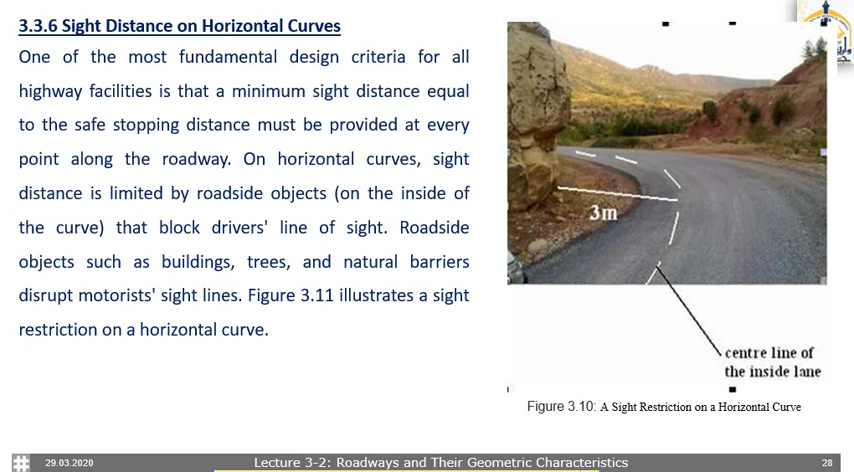 3.3.6 Sight Distance on Horizontal Curves
One of the most fundamental design criteria for all
highway facilities is that a minimum sight distance equal
to the safe stopping distance must be provided at every
point along the roadway. On horizontal curves, sight
distance is limited by roadside objects (on the inside of
the curve) that block drivers' line of sight. Roadside
objects such as buildings, trees, and natural barriers
disrupt motorists' sight lines. Figure 3.11 illustrates a sight
restriction on a horizontal curve.
3m
centre line of
the inside lane
Figure 3.10: A Sight Restriction on a Horizontal Curve
29.03.2020
Lecture 3-2: Roadways and Their Geometric Characteristics
28